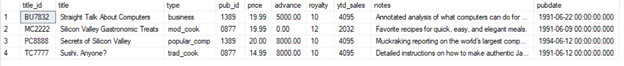 title_id title type pub_id price advance royalty ytd_sales notes pubdate
1 BU7832 Straight Talk About Computers business 1389 19.99 5000.00 10 4095 Annotated analysis of what computers can do for ... 1991-06-22 00:00:00.000
2 MC2222 Silicon Valley Gastronomic Treats mod_cook 0877 19.99 0.00 12 2032 Favorite recipes for quick, easy, and elegant meals. 1991-06-09 00:00:00.000
3 PC8888 Secrets of Silicon Valley popular_comp 1389 20.00 8000.00 10 4095 Muckraking reporting on the world's largest comp... 1994-06-12 00:00:00.000
4 TC7777 Sushi, Anyone? trad_cook 0877 14.99 8000.00 10 4095 Detailed instructions on how to make authentic Ja... 1991-06-12 00:00:00.000